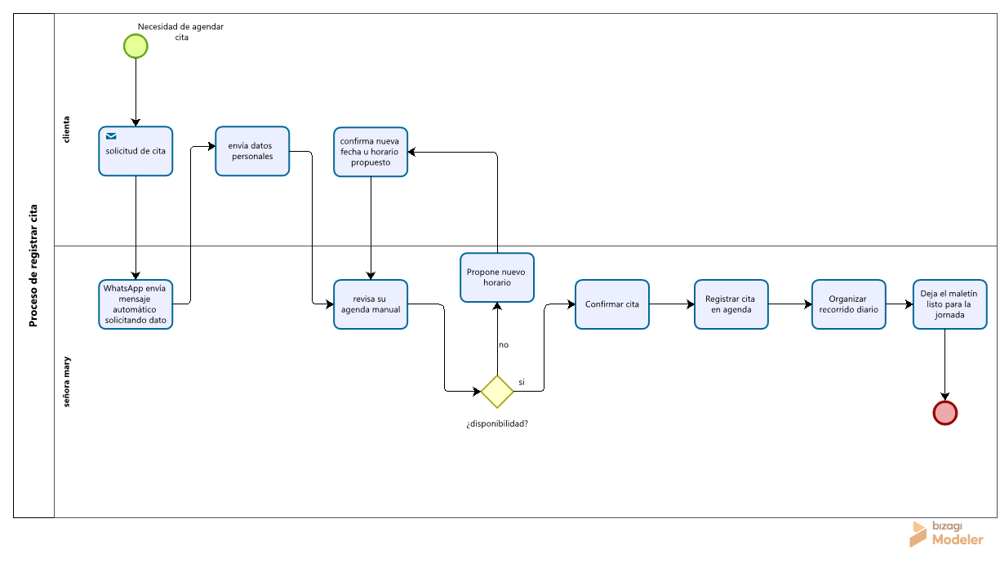 Proceso de registrar cita
clienta
Necesidad de agendar
cita
solicitud de cita
envía datos
personales
confirma nueva
fecha u horario
propuesto
señora mary
WhatsApp envía
mensaje
automático
solicitando dato
revisa su
agenda manual
Propone nuevo
horario
no
si
¿disponibilidad?
Confirmar cita
Registrar cita
en agenda
Organizar
recorrido diario
Deja el maletín
listo para la
jornada
bizagi
Modeler